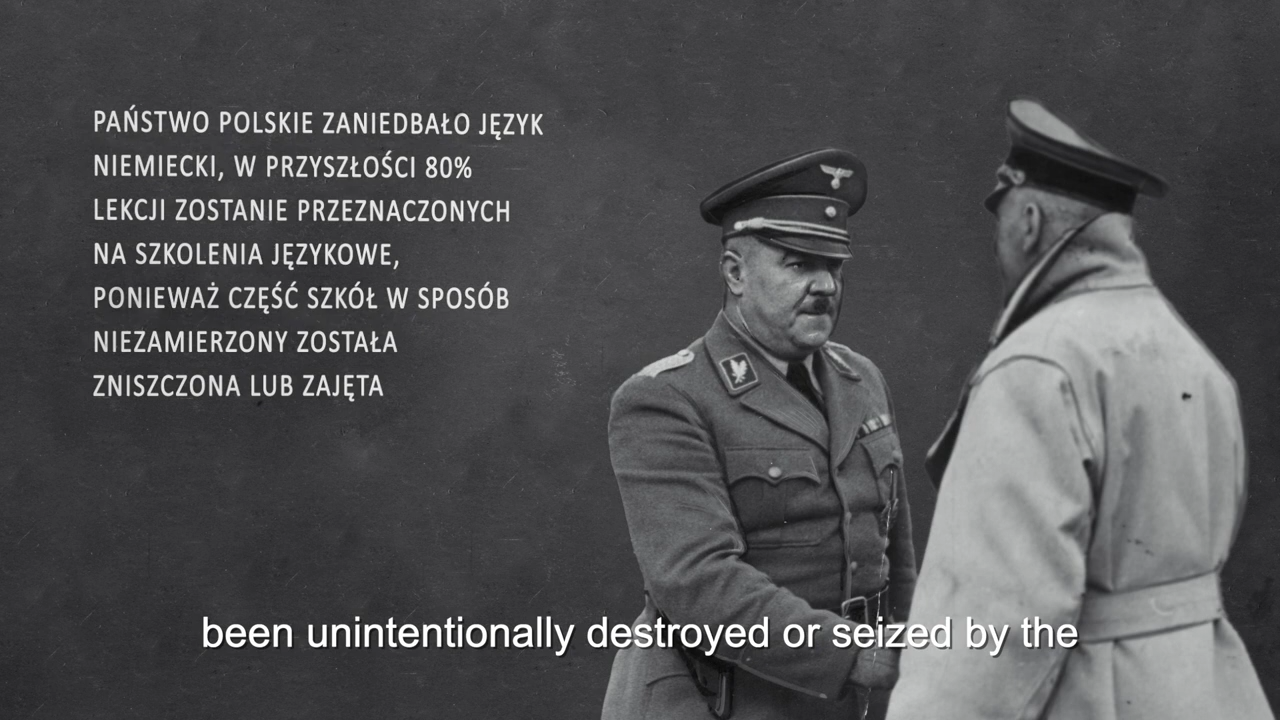 PAŃSTWO POLSKIE ZANIEDBAŁO JĘZYK
NIEMIECKI, W PRZYSZŁOŚCI 80%
LEKCJI ZOSTANIE PRZEZNACZONYCH
NA SZKOLENIA JĘZYKOWE,
PONIEWAŻ CZĘŚĆ SZKÓŁ W SPOSÓB
NIEZAMIERZONY ZOSTAŁA
ZNISZCZONA LUB ZAJĘTA
been unintentionally destroyed or seized by the